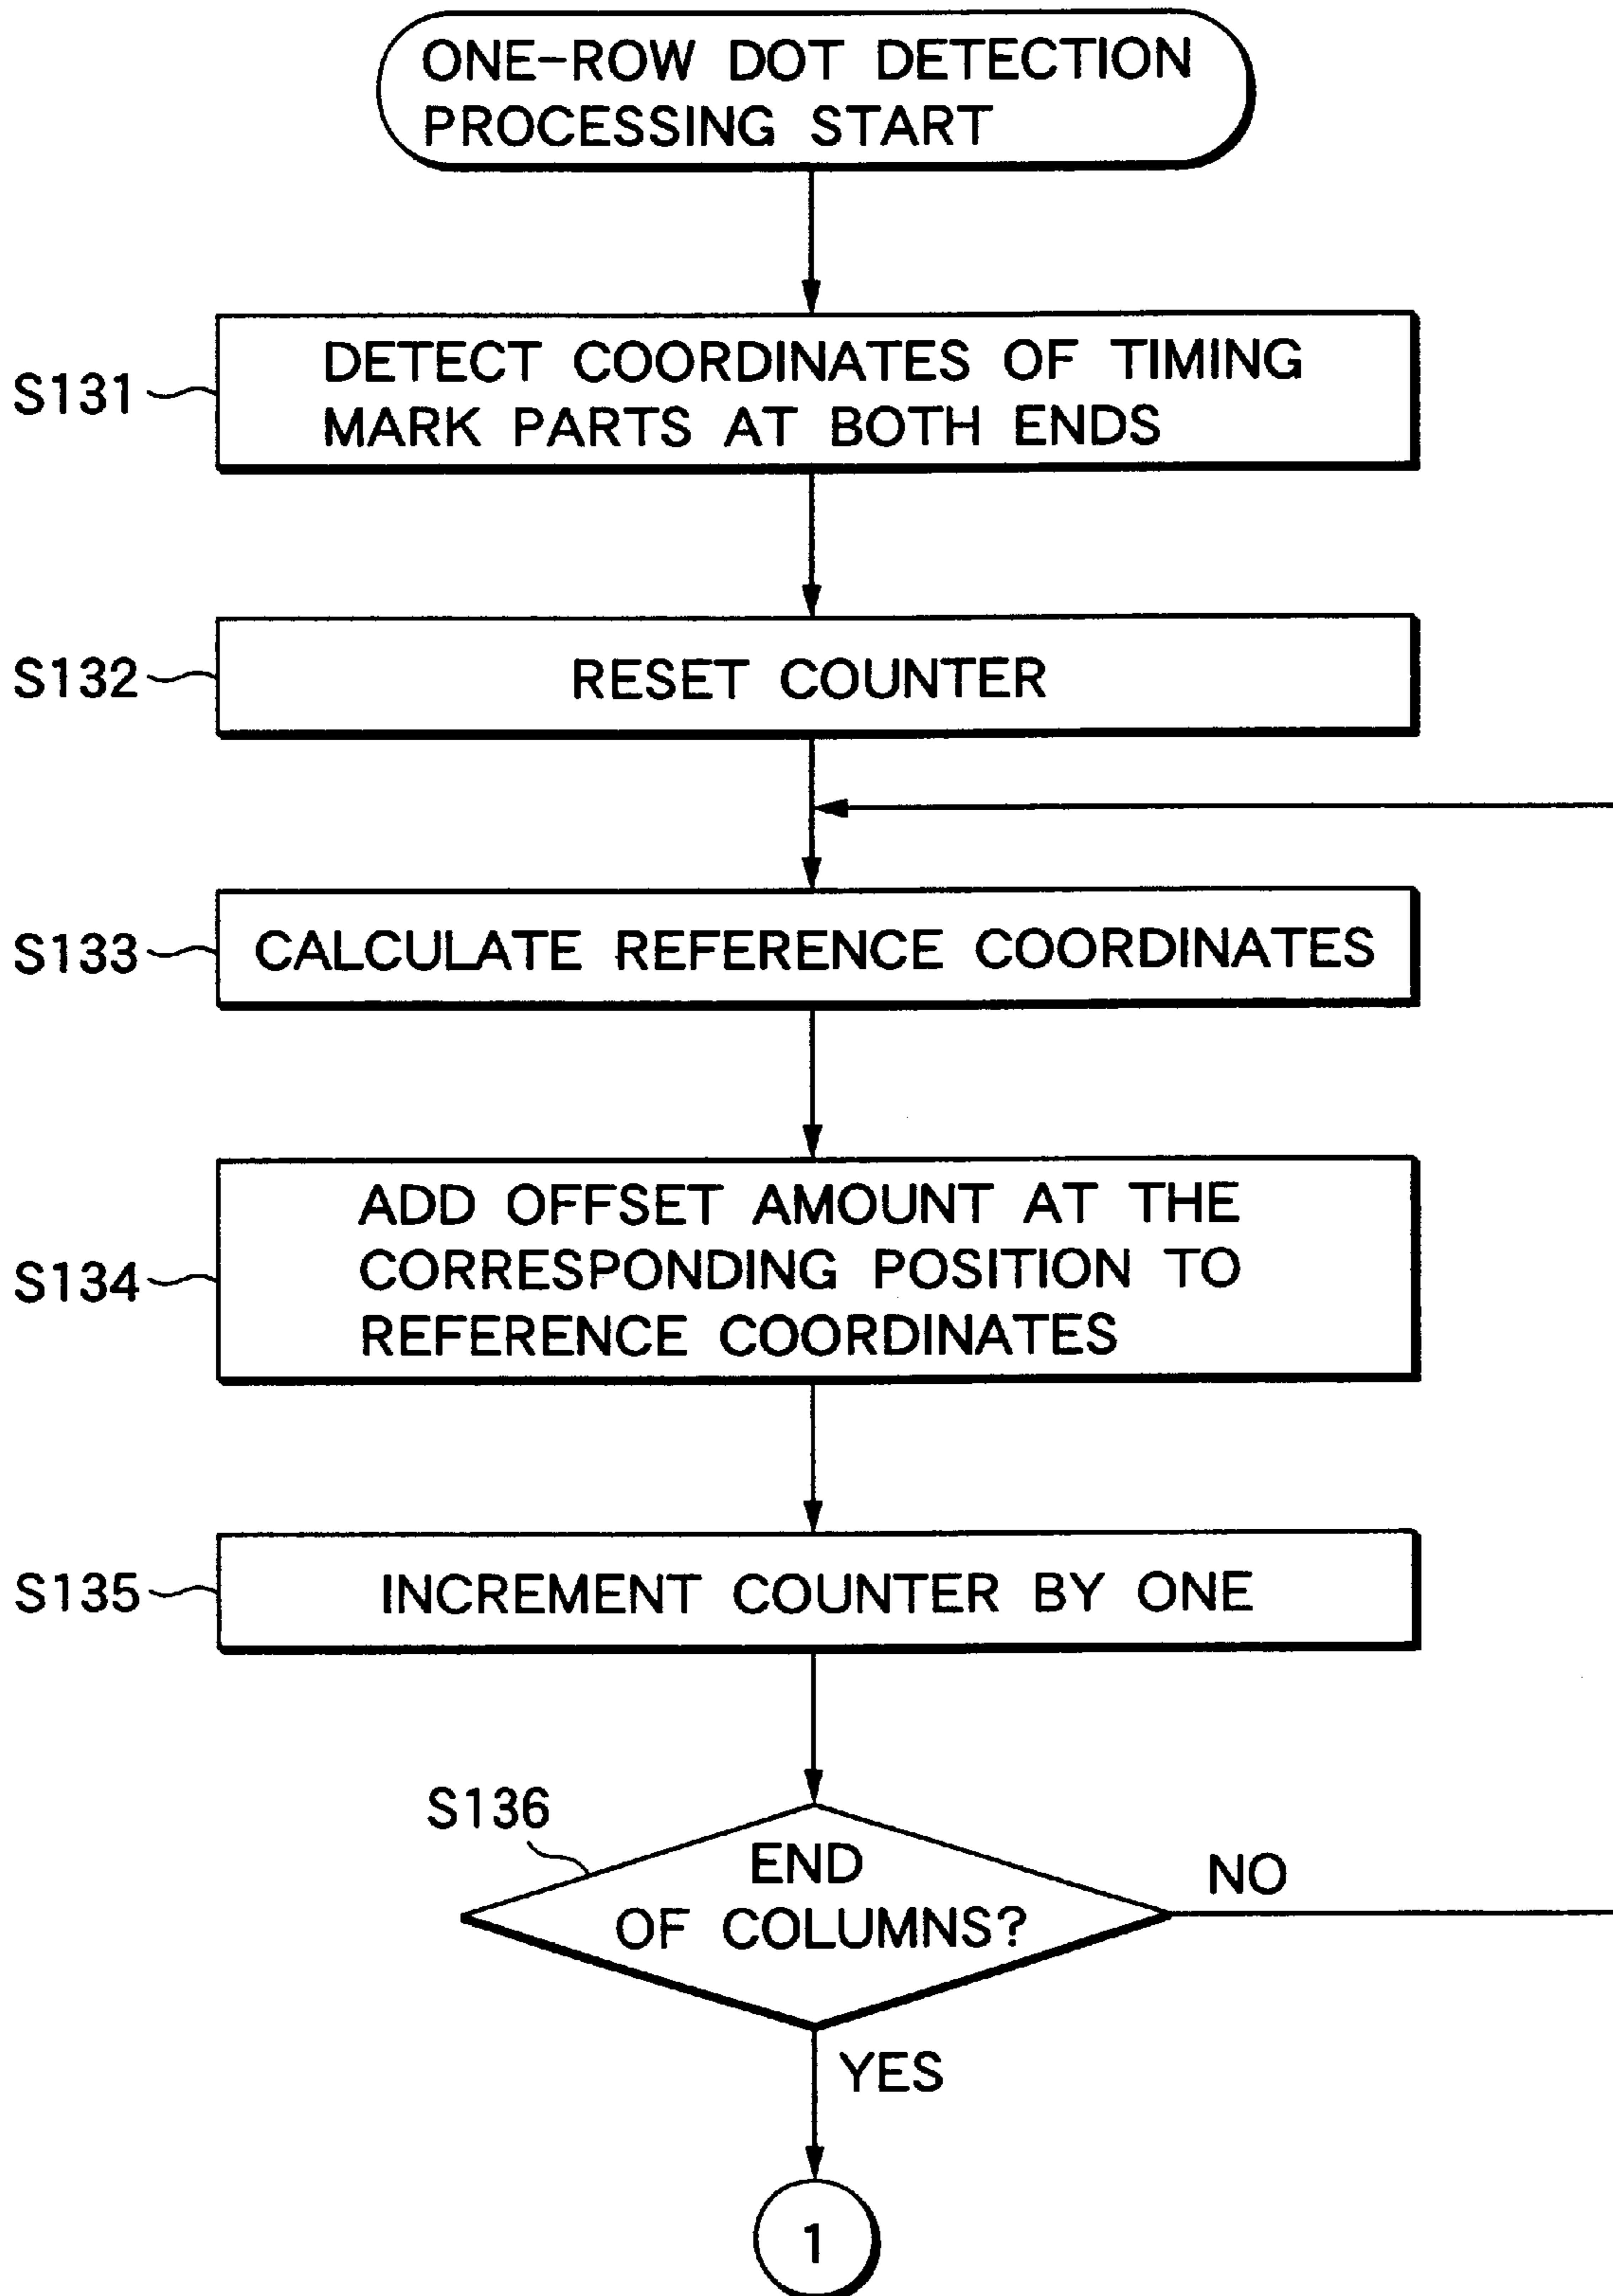 ONE-ROW DOT DETECTION
PROCESSING START
S131
DETECT COORDINATES OF TIMING
MARK PARTS AT BOTH ENDS
S132
RESET COUNTER
S133
CALCULATE REFERENCE COORDINATES
S134
ADD OFFSET AMOUNT AT THE
CORRESPONDING POSITION TO
REFERENCE COORDINATES
S135
INCREMENT COUNTER BY ONE
S136
END
OF COLUMNS?
NO
YES
1